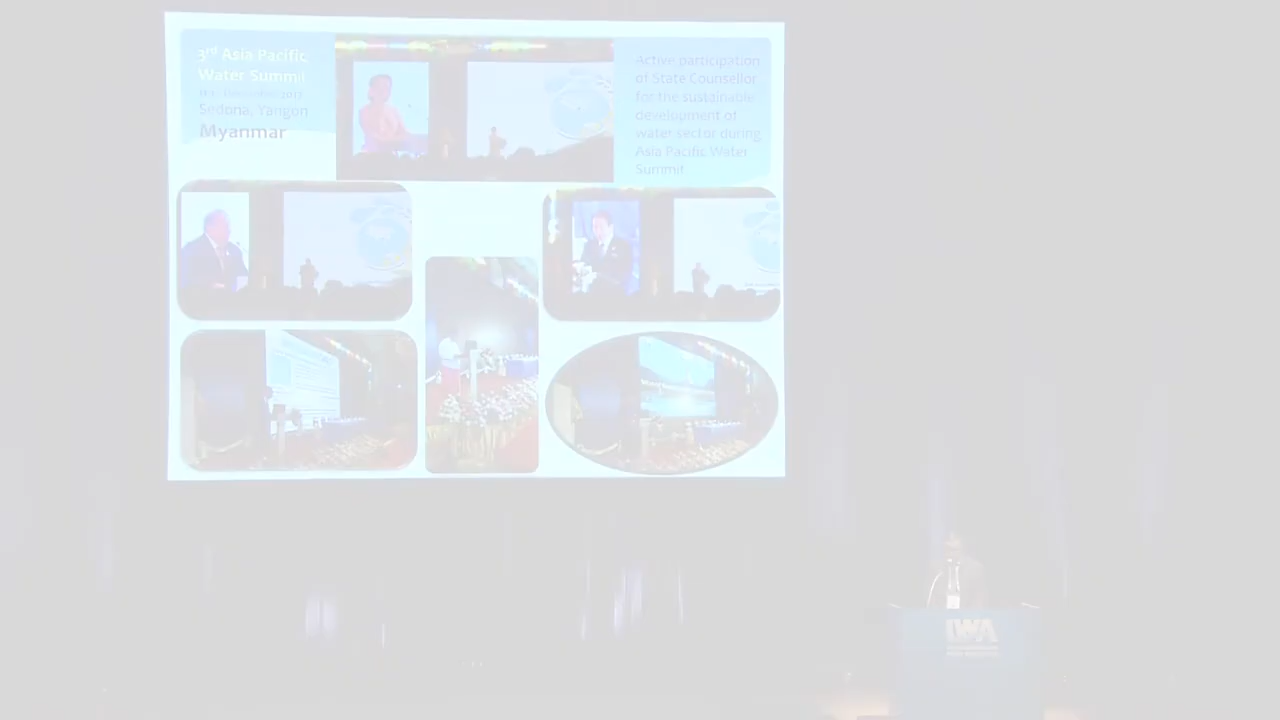 3rd Asia Pacific
Water Summit
Sedona, Yangon
Myanmar
Active participation
of State Counsellor
for the sustainable
development of
water sector during
Asia Pacific Water
Summit
IWA